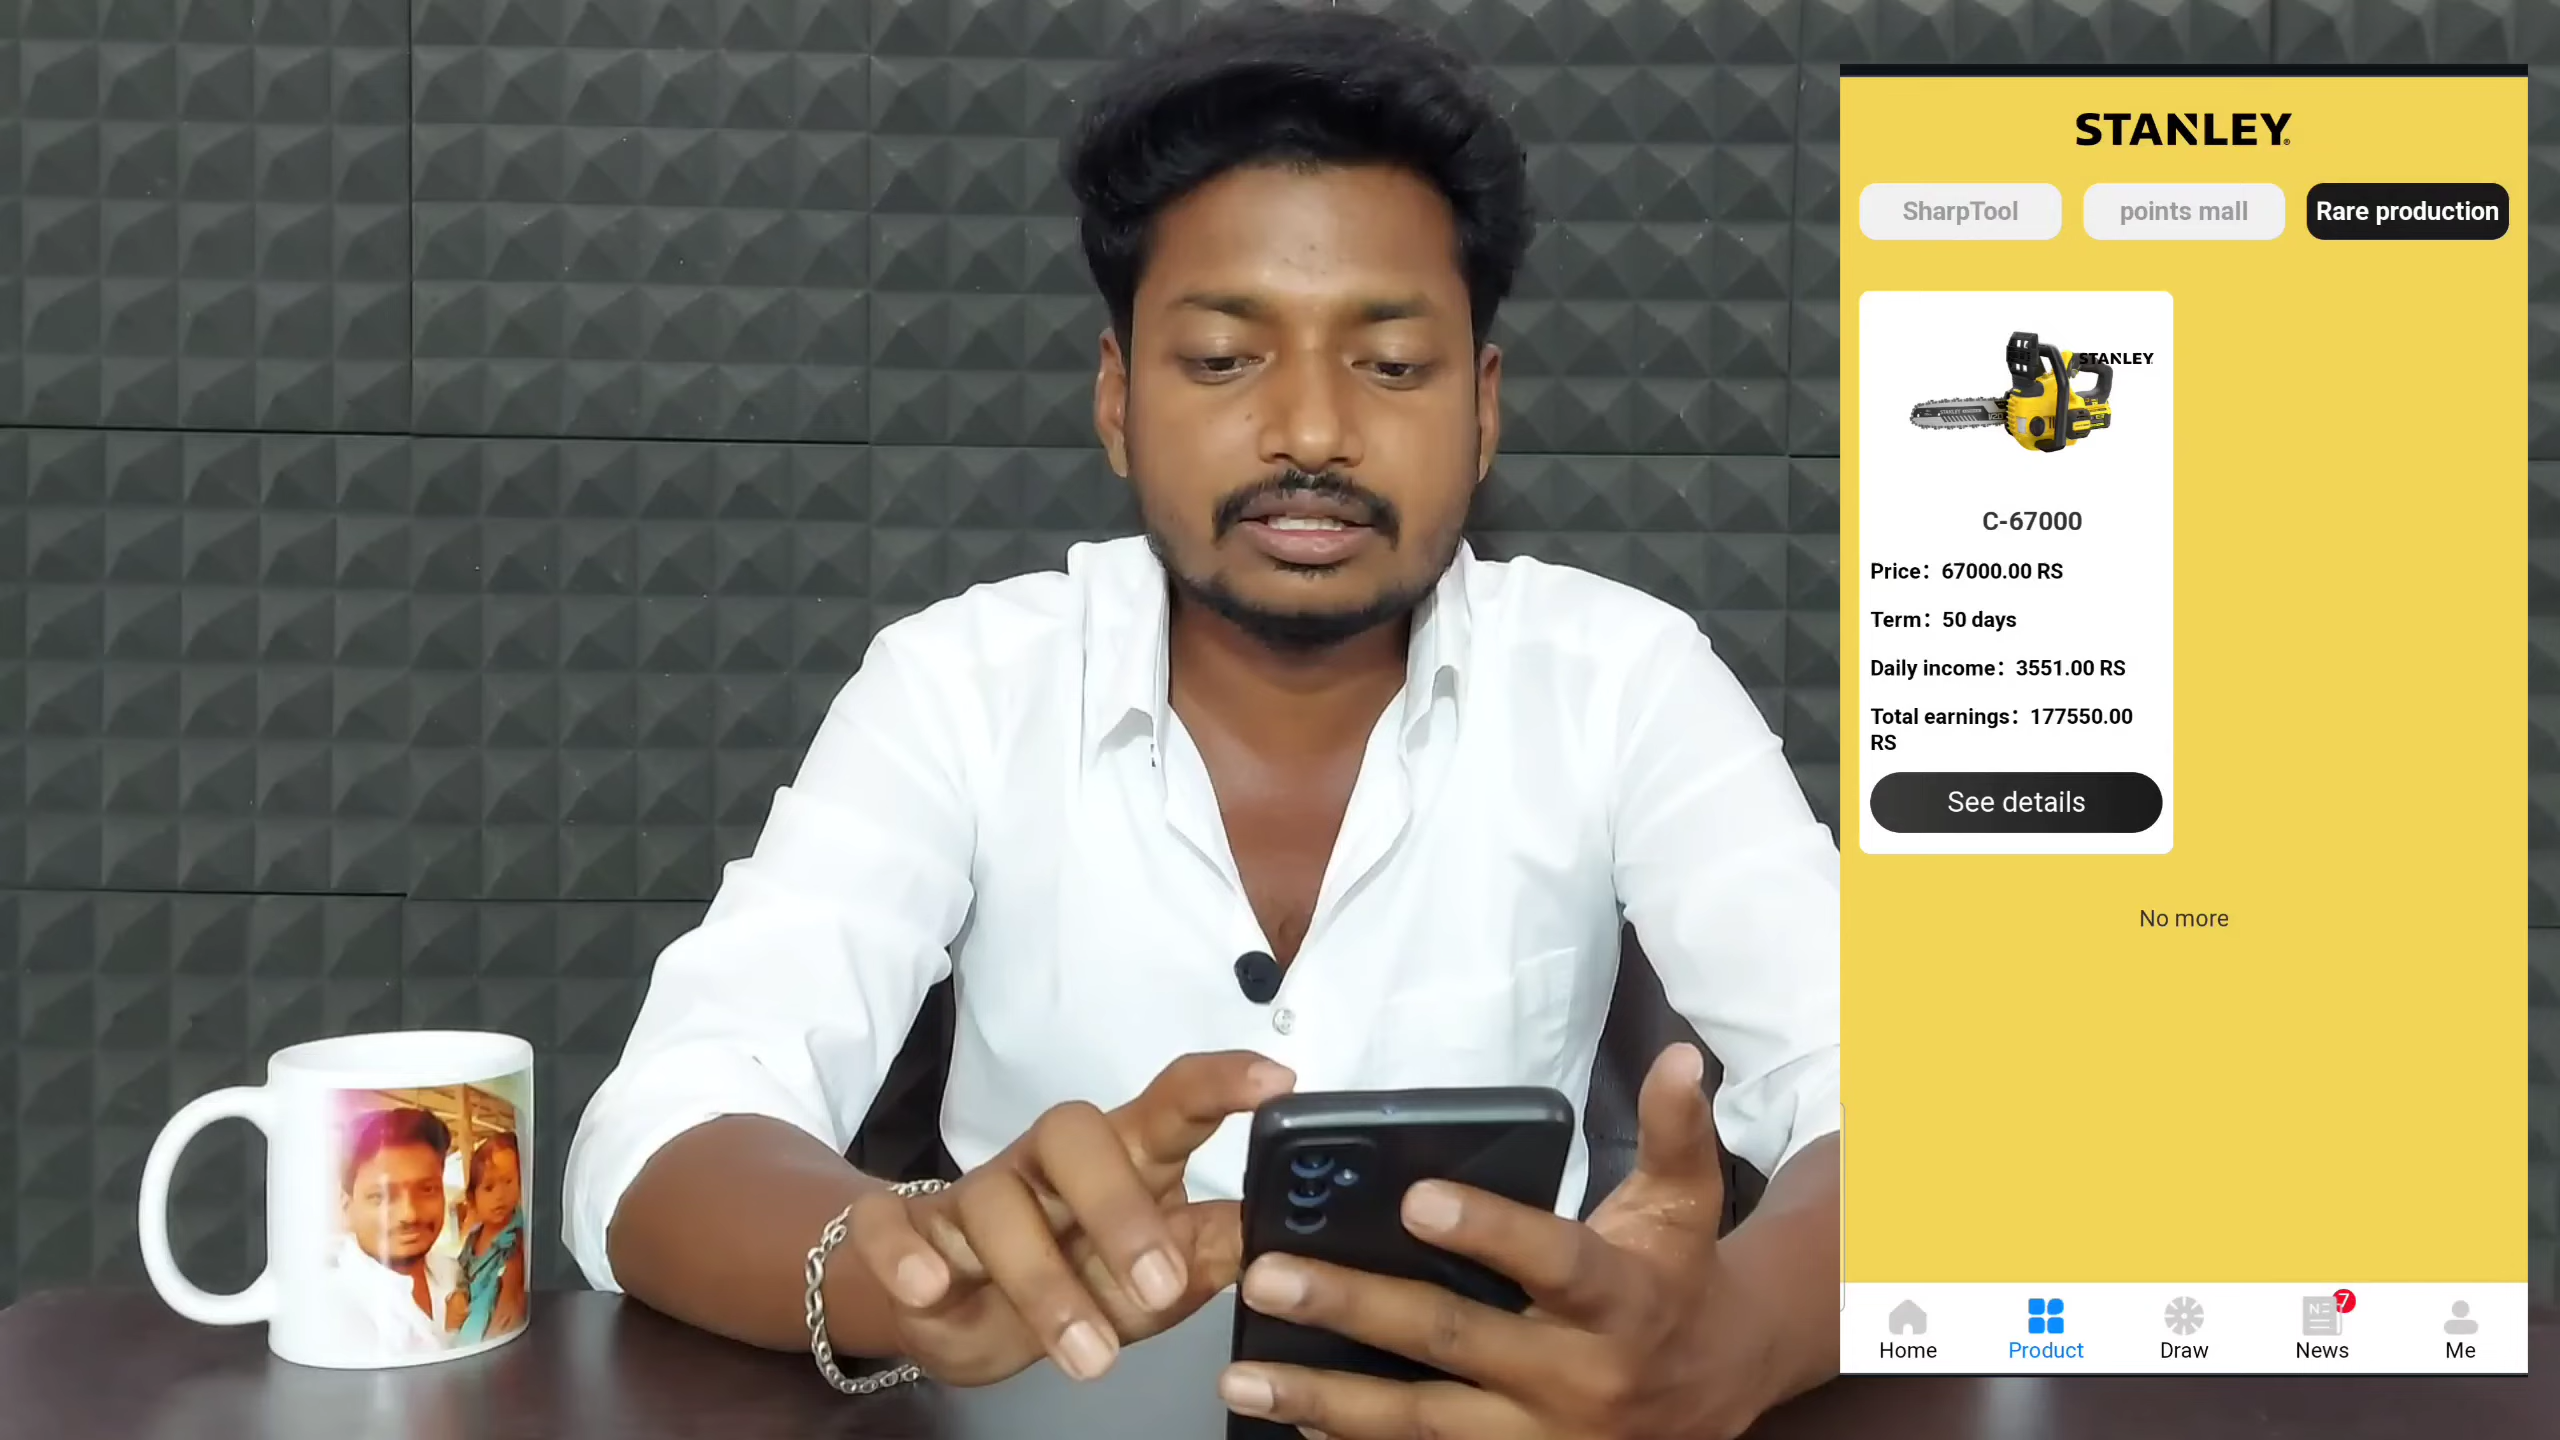 STANLEY
SharpTool
points mall
Rare production
STANLEY
C-67000
Price：67000.00 RS
Term：50 days
Daily income：3551.00 RS
Total earnings：177550.00
RS
See details
No more
Home
Product
Draw
NE
7
News
Me